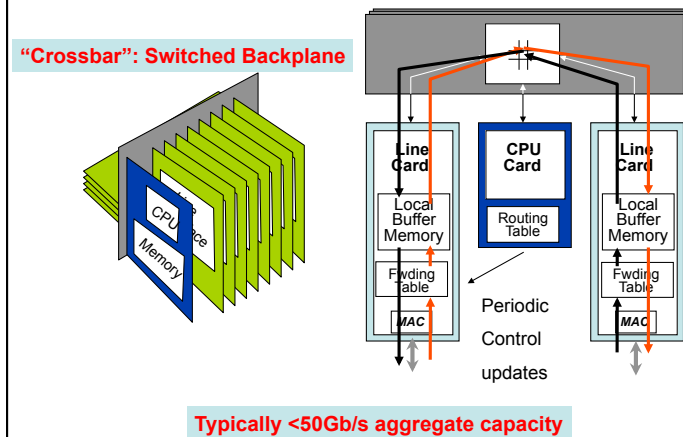 “Crossbar”: Switched Backplane
Line
CPU
Memory
Line
Card
Local
Buffer
Memory
Fwding
Table
MAC
CPU
Card
Routing
Table
Line
Card
Local
Buffer
Memory
Fwding
Table
MAC
Periodic
Control
updates
Typically <50Gb/s aggregate capacity